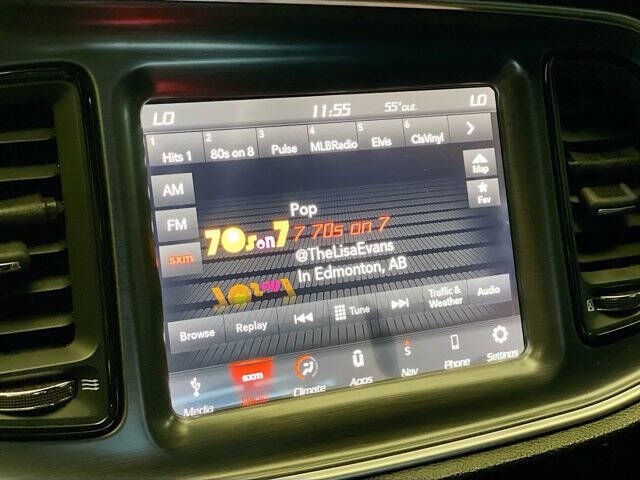 LO 11:55 55°out. LO
1 Hits 1 2 80s on 8 3 Pulse 4 MLBRadio 5 Elvis 6 ClsVinyl
AM
Map
FM
Fav
sxm
Pop
70s on 7 7 70s on 7
@TheLisaEvans
In Edmonton, AB
Browse Replay Tune Traffic & Weather Audio
sxm
Media Climate Apps S Nav Phone Settings